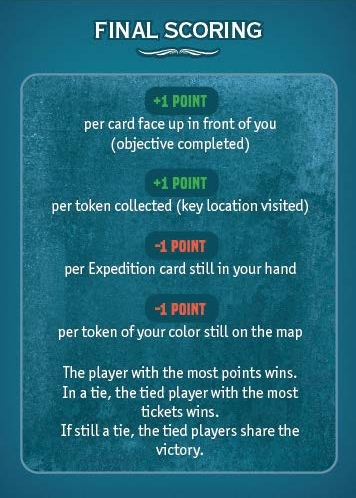 FINAL SCORING
+1 POINT
per card face up in front of you
(objective completed)
+1 POINT
per token collected (key location visited)
-1 POINT
per Expedition card still in your hand
-1 POINT
per token of your color still on the map
The player with the most points wins.
In a tie, the tied player with the most
tickets wins.
If still a tie, the tied players share the
victory.